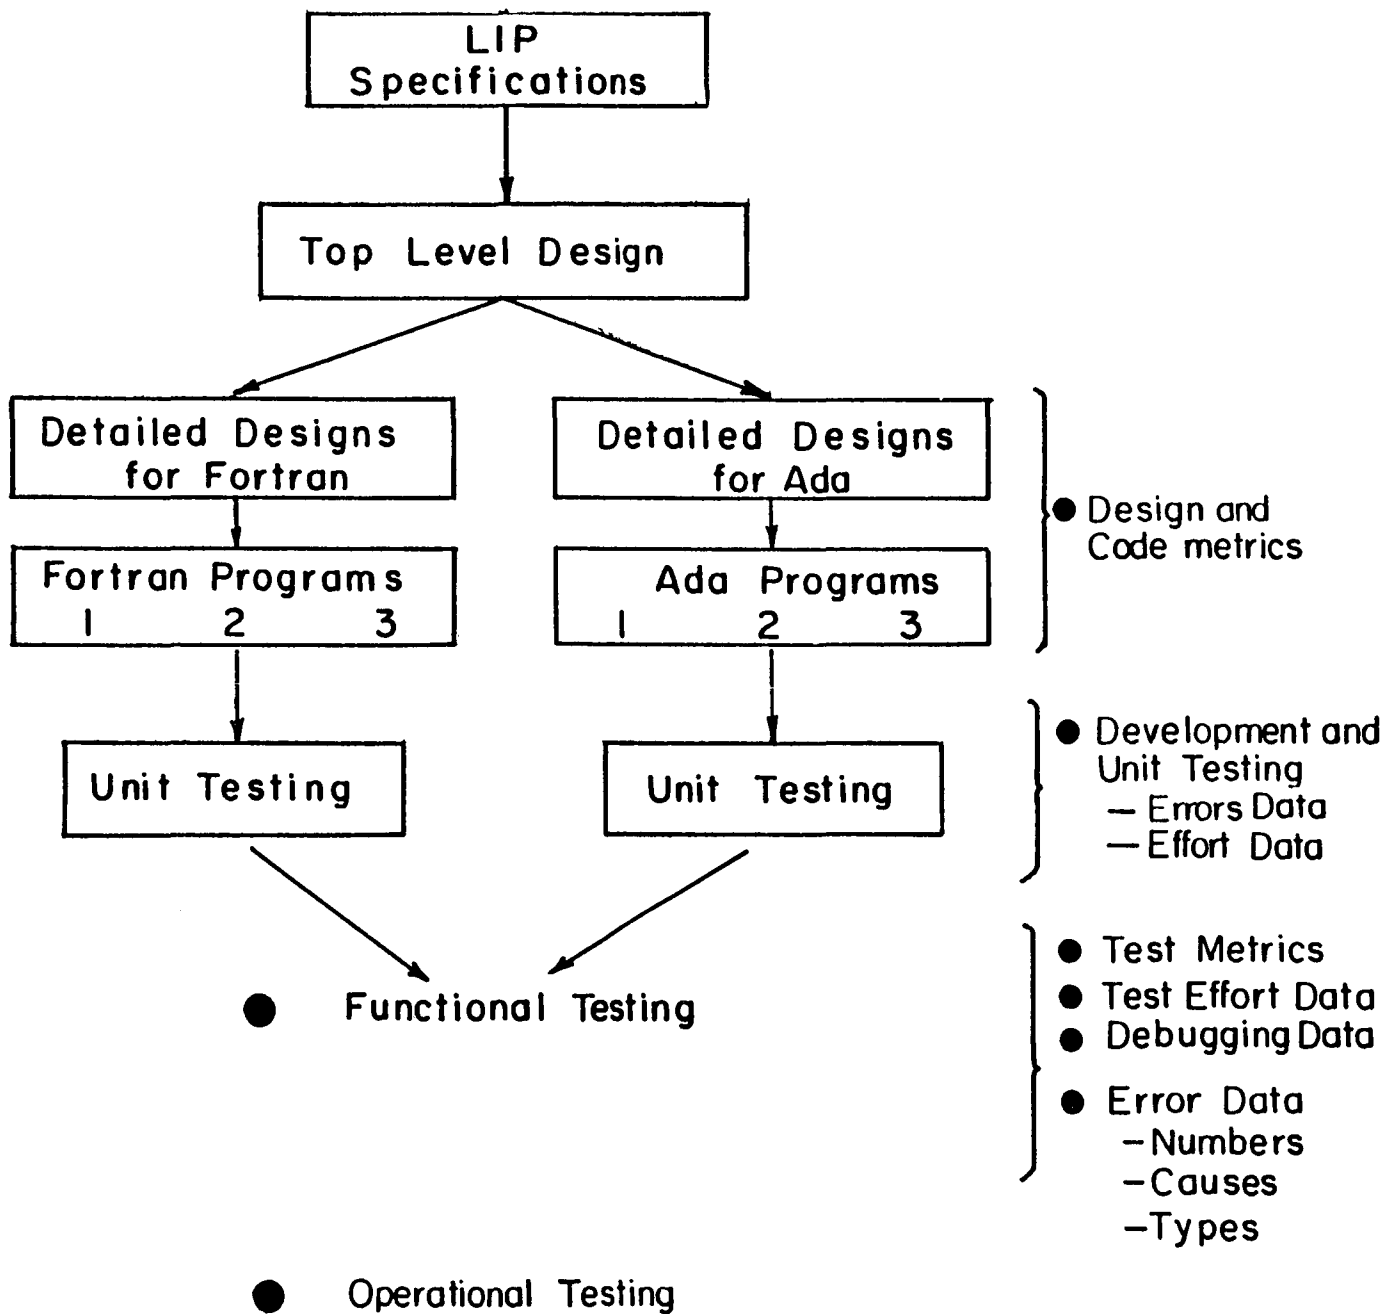 LIP
Specifications
Top Level Design
Detailed Designs
for Fortran
Detailed Designs
for Ada
Fortran Programs
1 2 3
Ada Programs
1 2 3
● Design and
Code metrics
Unit Testing
Unit Testing
● Development and
Unit Testing
— Errors Data
— Effort Data
● Functional Testing
● Test Metrics
● Test Effort Data
● Debugging Data
● Error Data
– Numbers
– Causes
– Types
● Operational Testing